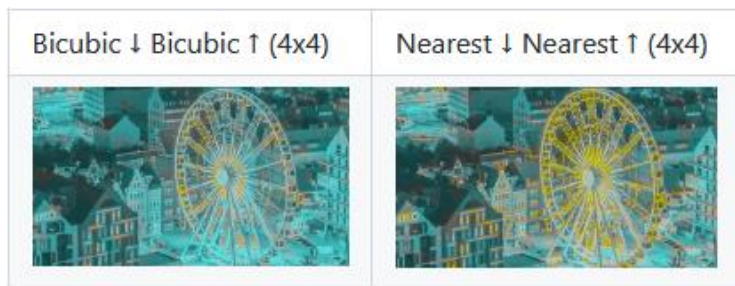 Bicubic ↓ Bicubic ↑ (4x4)
Nearest ↓ Nearest ↑ (4x4)